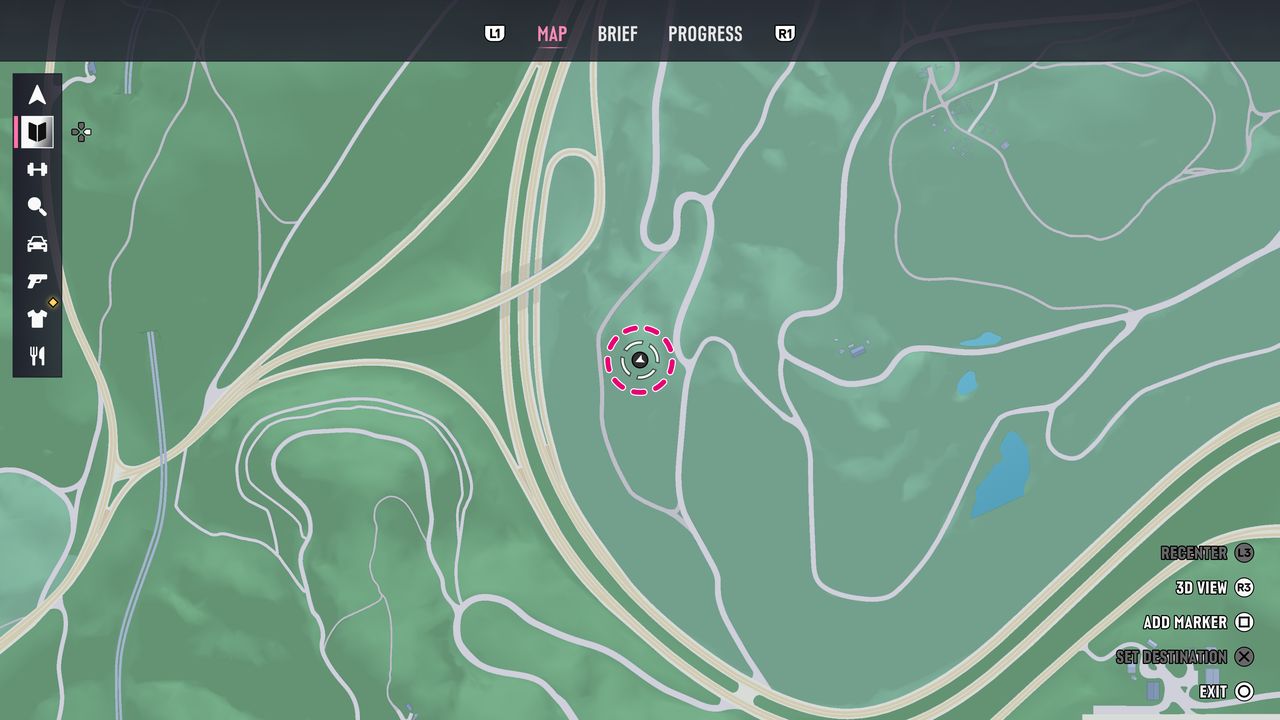 L1 MAP BRIEF PROGRESS R1
RECENTER L3
3D VIEW R3
ADD MARKER
SET DESTINATION
EXIT